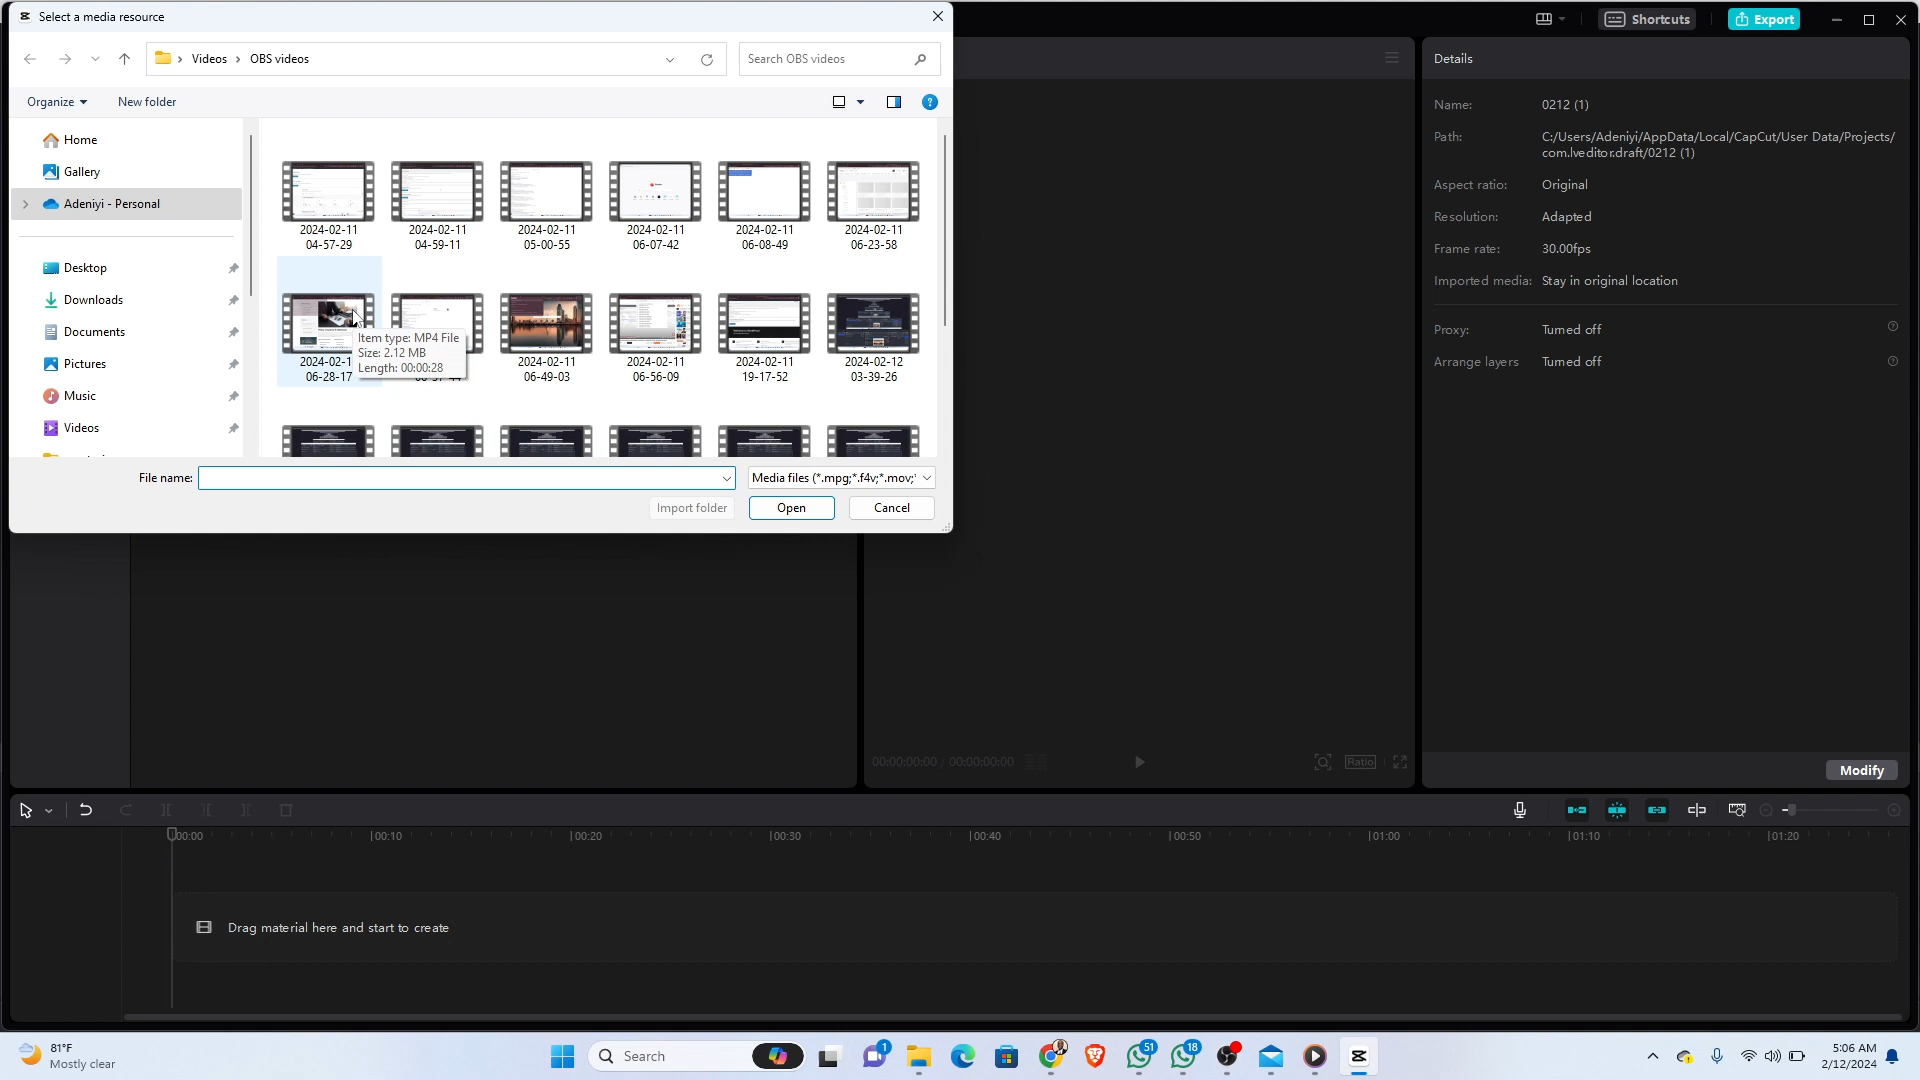 Select a media resource
Videos > OBS videos
Search OBS videos
Organize
New folder
Home
Gallery
Adeniyi - Personal
Desktop
Downloads
Documents
Pictures
Music
Videos
2024-02-11
04-57-29
2024-02-11
04-59-11
2024-02-11
05-00-55
2024-02-11
06-07-42
2024-02-11
06-08-49
2024-02-11
06-23-58
2024-02-1
06-28-17
Item type: MP4 File
Size: 2.12 MB
Length: 00:00:28
2024-02-11
06-49-03
2024-02-11
06-56-09
2024-02-11
19-17-52
2024-02-12
03-39-26
File name:
Media files (*.mpg;*.f4v;*.mov;*
Import folder
Open
Cancel
Shortcuts
Export
Details
Name: 0212 (1)
Path: C:/Users/Adeniyi/AppData/Local/CapCut/User Data/Projects/
com.lveditor.draft/0212 (1)
Aspect ratio: Original
Resolution: Adapted
Frame rate: 30.00fps
Imported media: Stay in original location
Proxy: Turned off
Arrange layers Turned off
Modify
00:00:00:00 / 00:00:00:00
Ratio
00:00
00:10
00:20
00:30
00:40
00:50
01:00
01:10
01:20
Drag material here and start to create
81°F
Mostly clear
Search
1
51
18
5:06 AM
2/12/2024